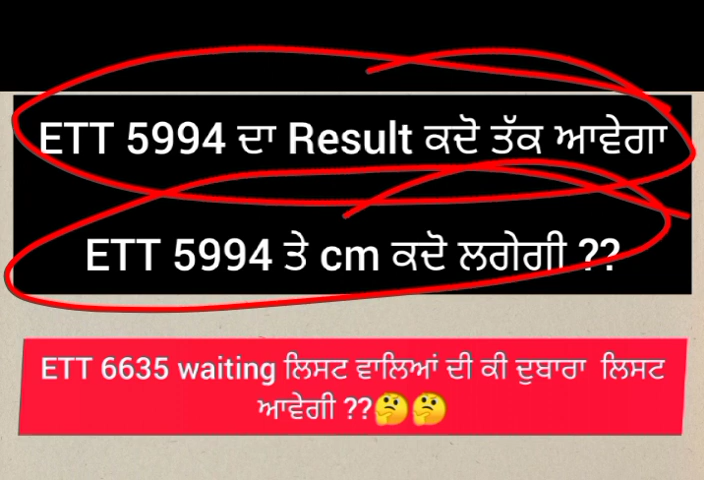 ETT 5994 ਦਾ Result ਕਦੋ ਤੱਕ ਆਵੇਗਾ
ETT 5994 ਤੇ cm ਕਦੋ ਲਗੇਗੀ ??
ETT 6635 waiting ਲਿਸਟ ਵਾਲਿਆਂ ਦੀ ਕੀ ਦੁਬਾਰਾ ਲਿਸਟ
ਆਵੇਗੀ ??🤔🤔